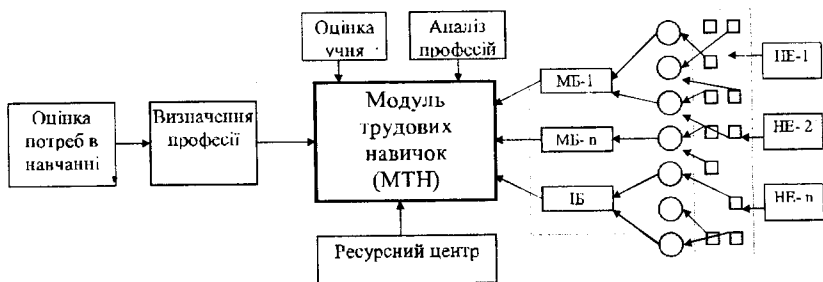 Оцінка
учня
Аналіз
професій
Оцінка
потреб в
навчанні
Визначення
професії
Модуль
трудових
навичок
(МТН)
Ресурсний центр
МБ-1
МБ- n
ІБ
НЕ-1
НЕ- 2
НЕ- n